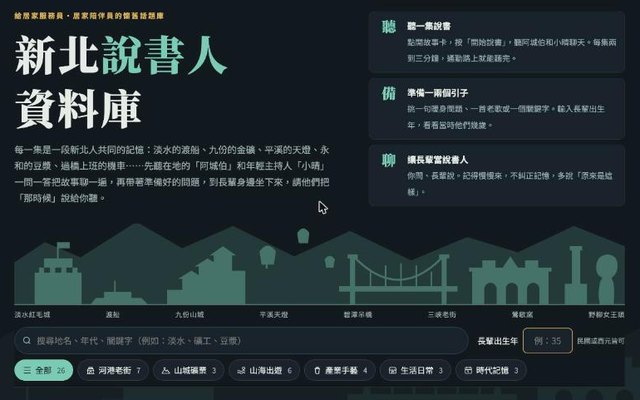 給居家服務員・居家陪伴員的懷舊話題庫
新北說書人
資料庫
每一集是一段新北人共同的記憶：淡水的渡船、九份的金礦、平溪的天燈、永
和的豆漿、過橋上班的機車⋯⋯先聽在地的「阿城伯」和年輕主持人「小晴」
一問一答把故事聊一遍，再帶著準備好的問題，到長輩身邊坐下來，請他們把
「那時候」說給你聽。
聽
聽一集說書
點開故事卡，按「開始說書」，聽阿城伯和小晴聊天。每集兩
到三分鐘，通勤路上就能聽完。
備
準備一兩個引子
挑一句暖身問題、一首老歌或一個關鍵字。輸入長輩出生
年，看看當時他們幾歲。
聊
讓長輩當說書人
你問、長輩說。記得慢慢來，不糾正記憶，多說「原來是這
樣」。
淡水紅毛城
渡船
九份山城
平溪天燈
碧潭吊橋
三峽老街
鶯歌窯
野柳女王頭
搜尋地名、年代、關鍵字（例如：淡水、礦工、豆漿）
長輩出生年
例：35
民國或西元皆可
全部 26
河港老街 7
山城礦業 3
山海出遊 6
產業手藝 4
生活日常 3
時代記憶 3